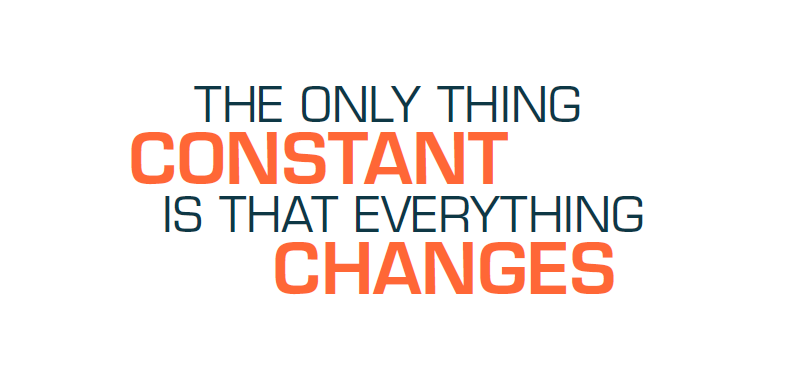 THE ONLY THING
CONSTANT
IS THAT EVERYTHING
CHANGES